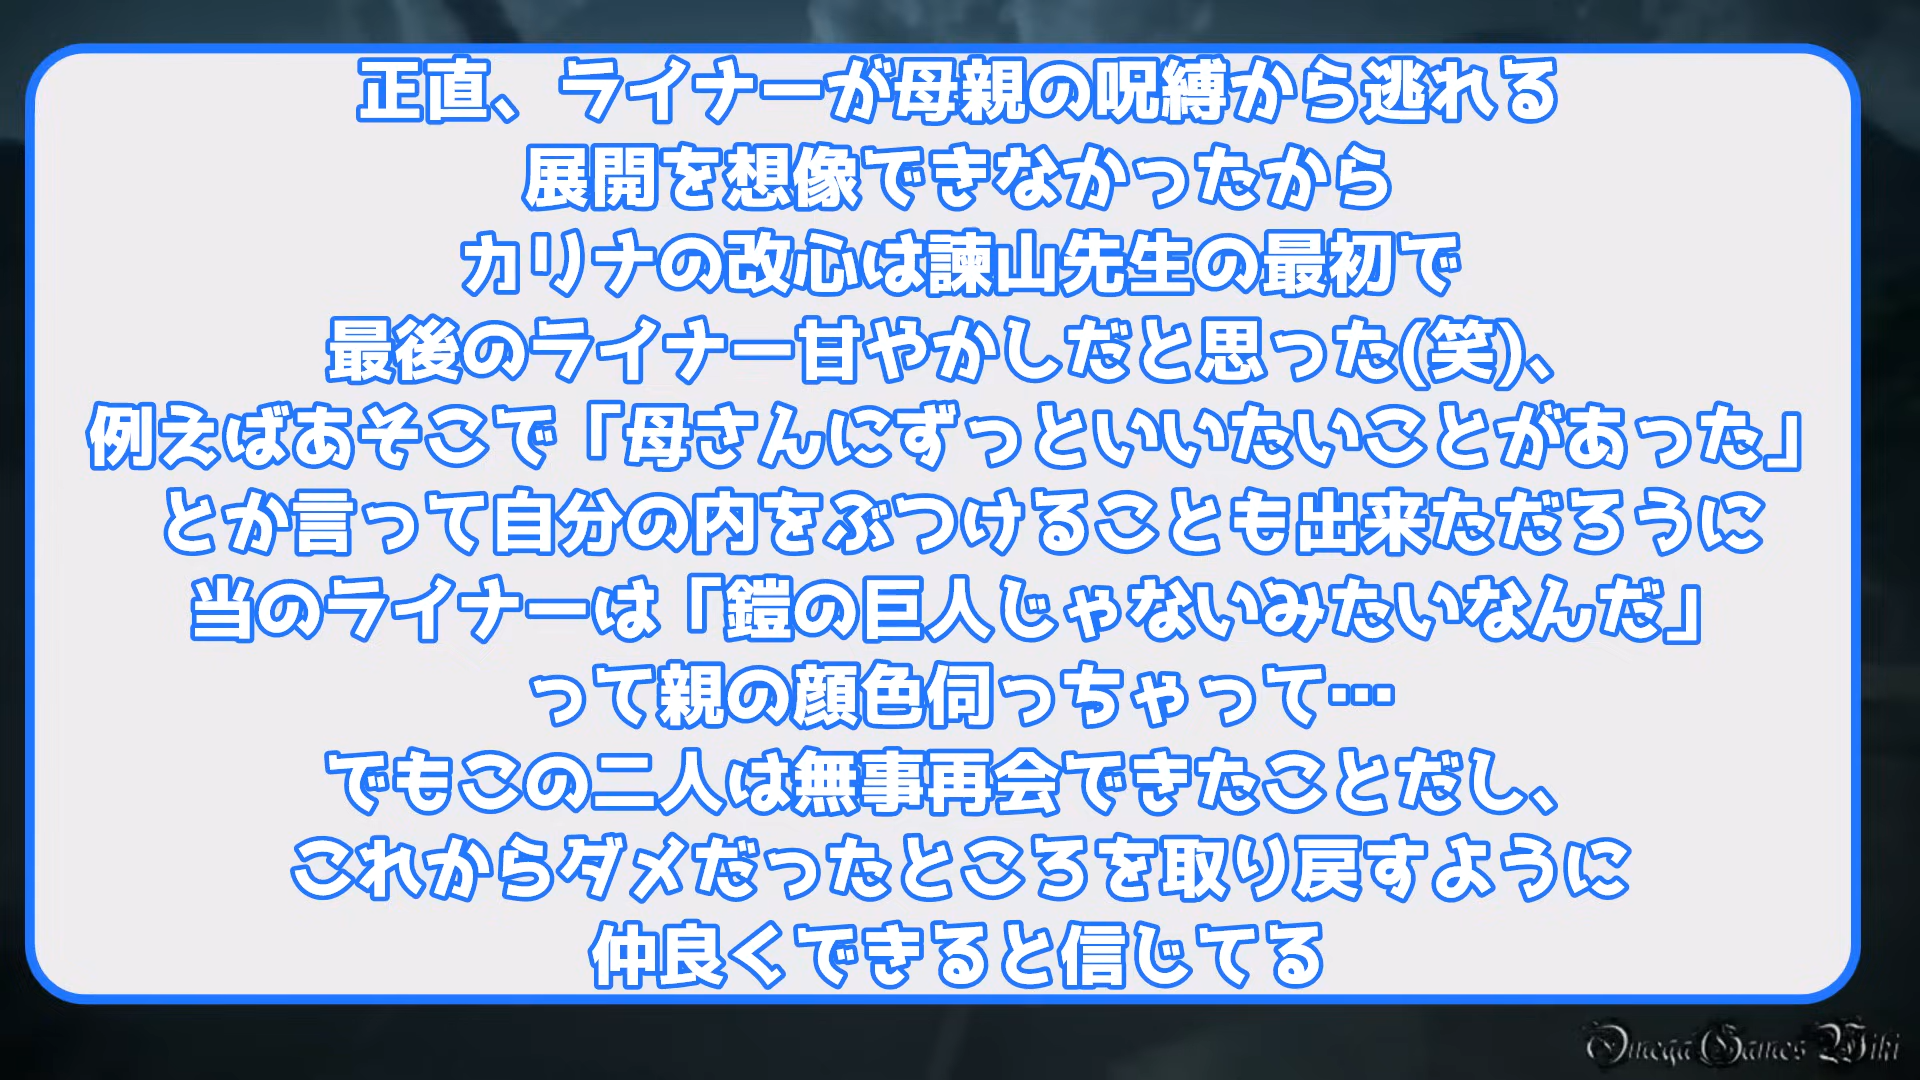 正直、ライナーが母親の呪縛から逃れる
展開を想像できなかったから
カリナの改心は諫山先生の最初で
最後のライナー甘やかしだと思った(笑)、
例えばあそこで「母さんにずっといいたいことがあった」
とか言って自分の内をぶつけることも出来ただろうに
当のライナーは「鎧の巨人じゃないみたいなんだ」
って親の顔色伺っちゃって…
でもこの二人は無事再会できたことだし、
これからダメだったところを取り戻すように
仲良くできると信じてる
Omega Games Wiki